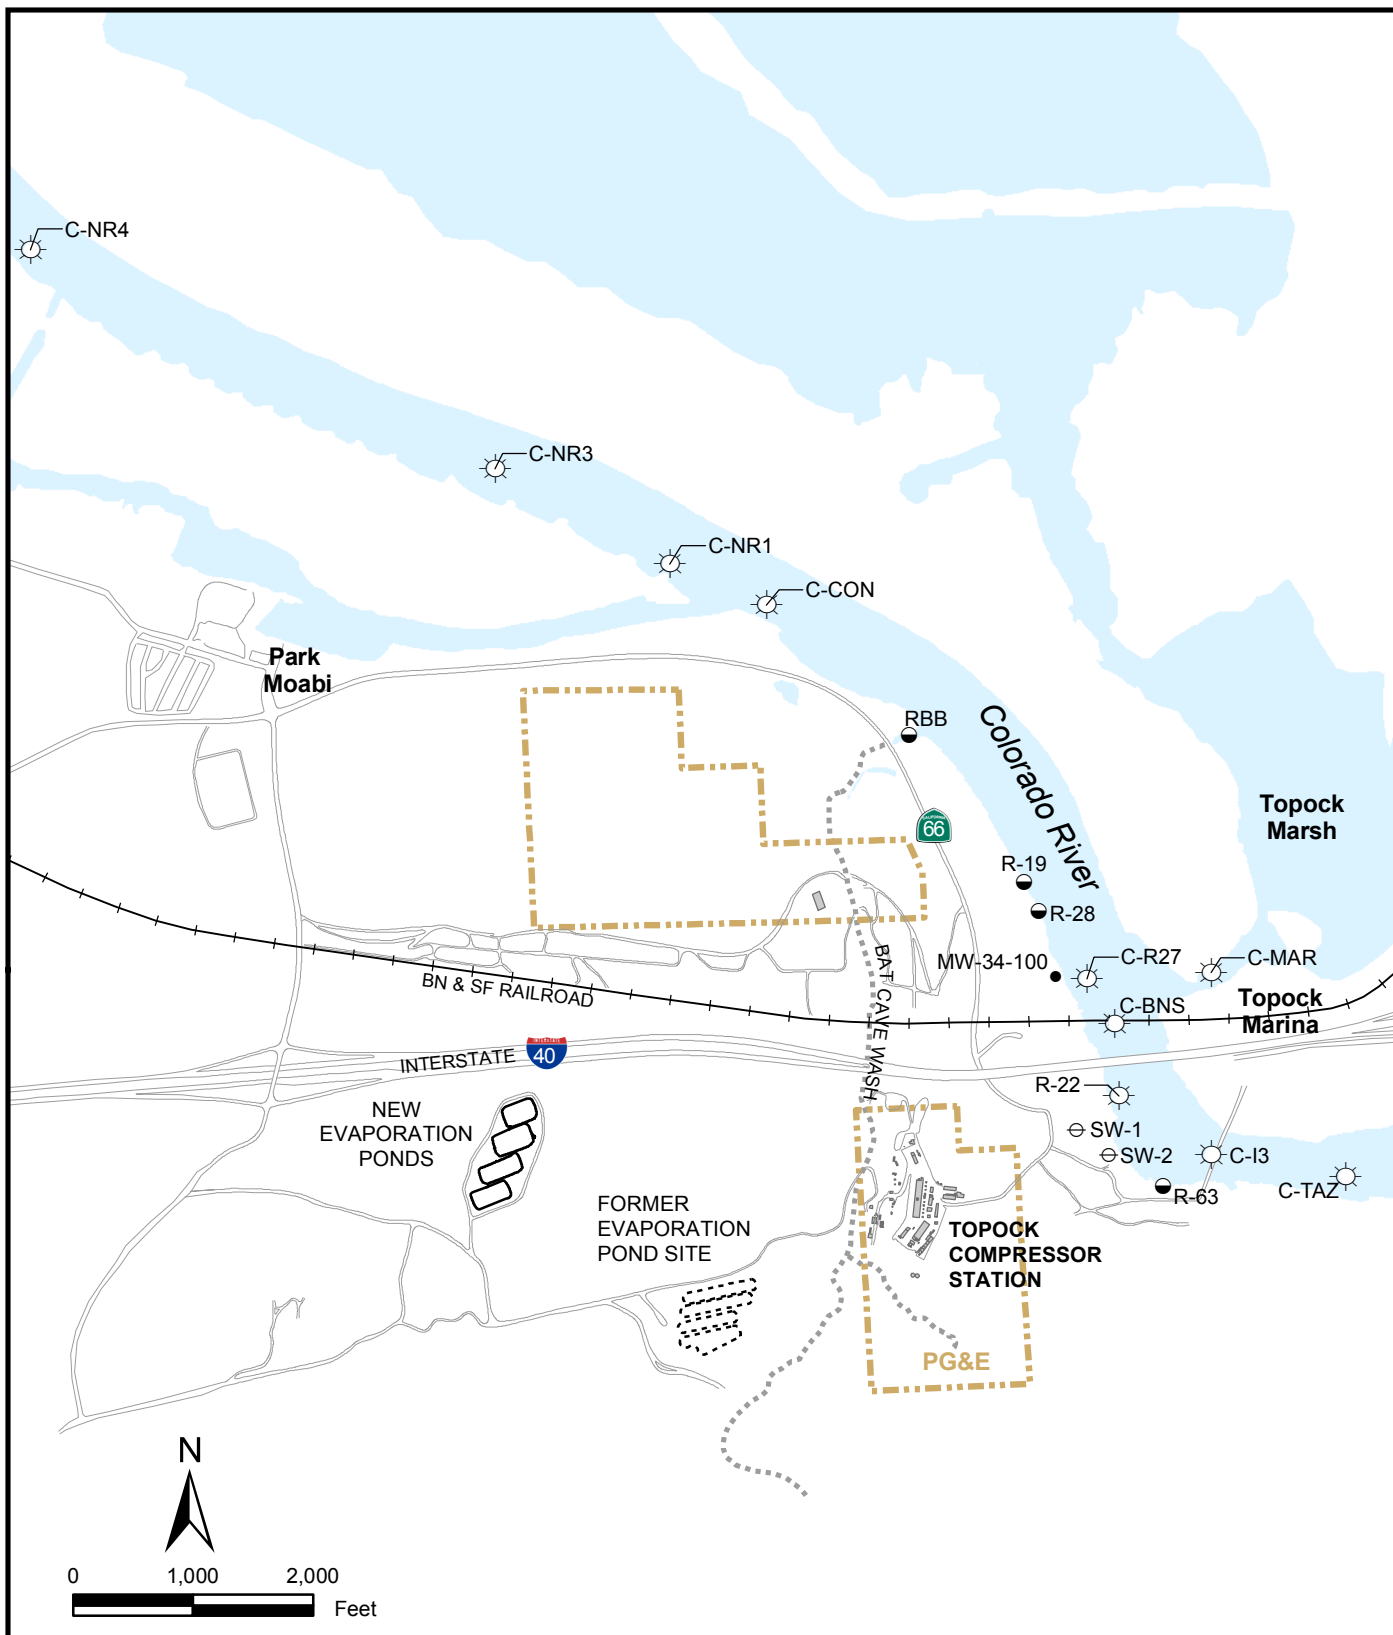 C-NR4
C-NR3
C-NR1
C-CON
Park
Moabi
RBB
Colorado River
CALIFORNIA
66
Topock
Marsh
R-19
R-28
MW-34-100
C-R27
C-MAR
C-BNS
Topock
Marina
BN & SF RAILROAD
BAT CAVE WASH
INTERSTATE
INTERSTATE
40
R-22
SW-1
SW-2
C-I3
C-TAZ
R-63
NEW
EVAPORATION
PONDS
FORMER
EVAPORATION
POND SITE
TOPOCK
COMPRESSOR
STATION
PG&E
N
0 1,000 2,000
Feet